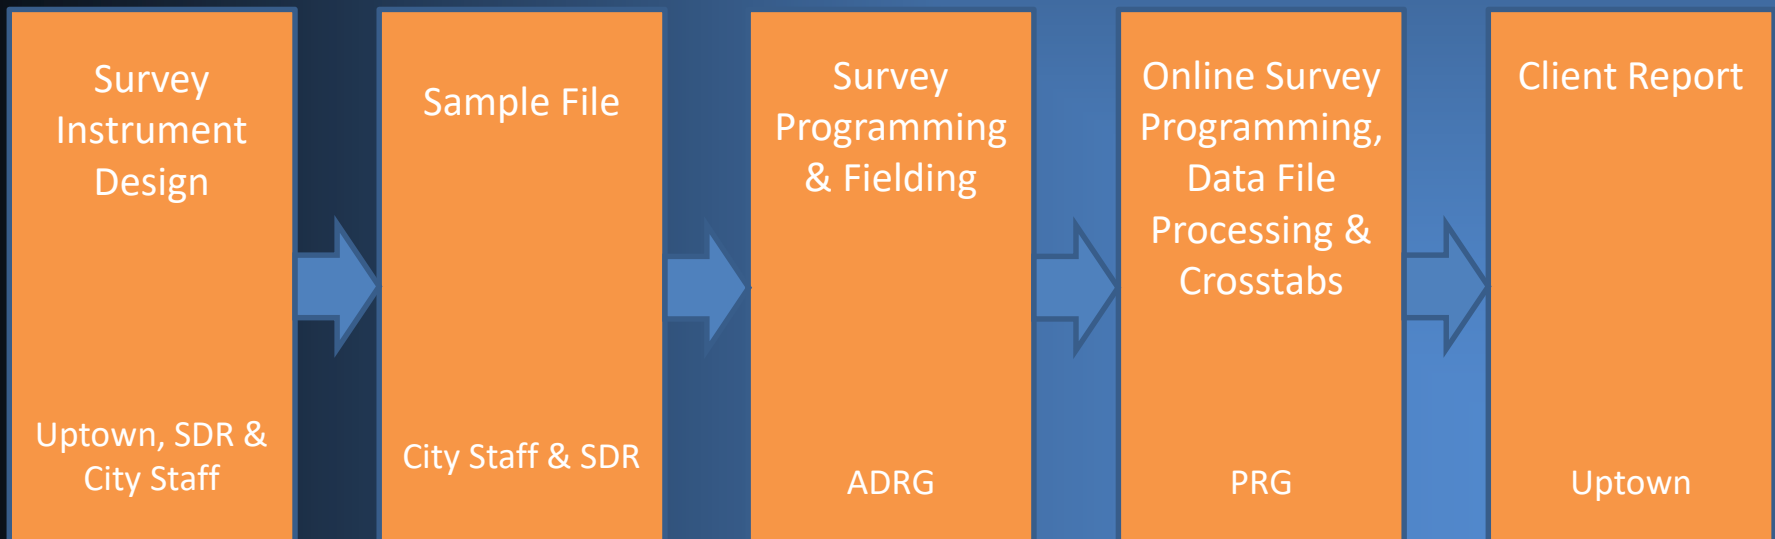 Survey
Instrument
Design
Uptown, SDR &
City Staff
Sample File
City Staff & SDR
Survey
Programming
& Fielding
ADRG
Online Survey
Programming,
Data File
Processing &
Crosstabs
PRG
Client Report
Uptown